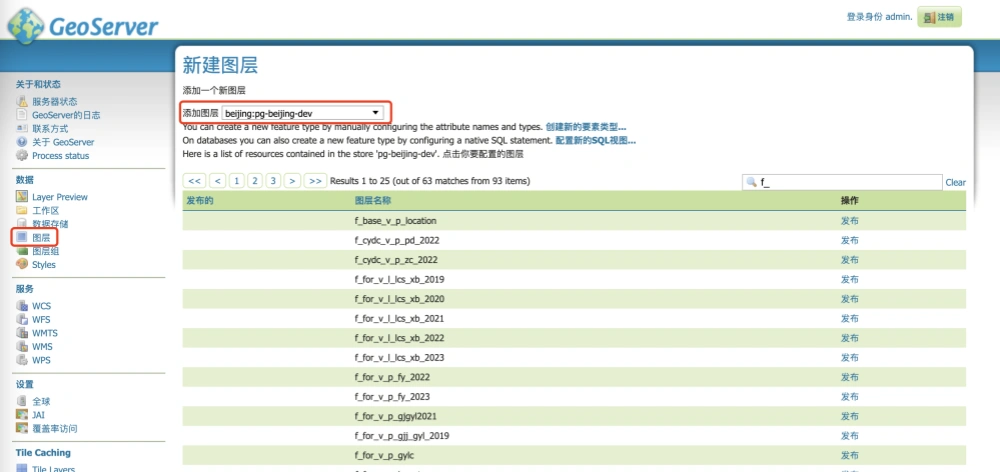 GeoServer
登录身份 admin.
注销
关于和状态
服务器状态
GeoServer的日志
联系方式
关于 GeoServer
Process status
数据
Layer Preview
工作区
数据存储
图层
图层组
Styles
服务
WCS
WFS
WMTS
WMS
WPS
设置
全球
JAI
覆盖率访问
Tile Caching
Tile Layers
新建图层
添加一个新图层
添加图层 beijing:pg-beijing-dev
You can create a new feature type by manually configuring the attribute names and types. 创建新的要素类型...
On databases you can also create a new feature type by configuring a native SQL statement. 配置新的SQL视图...
Here is a list of resources contained in the store 'pg-beijing-dev'. 点击你要配置的图层
<< < 1 2 3 > >> Results 1 to 25 (out of 63 matches from 93 items) f_ Clear
发布的 图层名称 操作
f_base_v_p_location 发布
f_cydc_v_p_pd_2022 发布
f_cydc_v_p_zc_2022 发布
f_for_v_l_lcs_xb_2019 发布
f_for_v_l_lcs_xb_2020 发布
f_for_v_l_lcs_xb_2021 发布
f_for_v_l_lcs_xb_2022 发布
f_for_v_l_lcs_xb_2023 发布
f_for_v_p_fy_2022 发布
f_for_v_p_fy_2023 发布
f_for_v_p_gjgyl2021 发布
f_for_v_p_gjj_gyl_2019 发布
f_for_v_p_gylc 发布